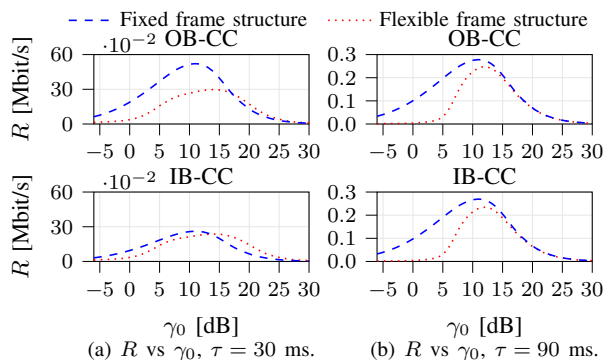 Fixed frame structure Flexible frame structure
·10⁻² OB-CC OB-CC
R [Mbit/s]
60
30
0
−5 0 5 10 15 20 25 30
R [Mbit/s]
0.3
0.2
0.1
0.0
−5 0 5 10 15 20 25 30
·10⁻² IB-CC IB-CC
R [Mbit/s]
60
30
0
−5 0 5 10 15 20 25 30
R [Mbit/s]
0.3
0.2
0.1
0.0
−5 0 5 10 15 20 25 30
γ₀ [dB] γ₀ [dB]
(a) R vs γ₀, τ = 30 ms. (b) R vs γ₀, τ = 90 ms.